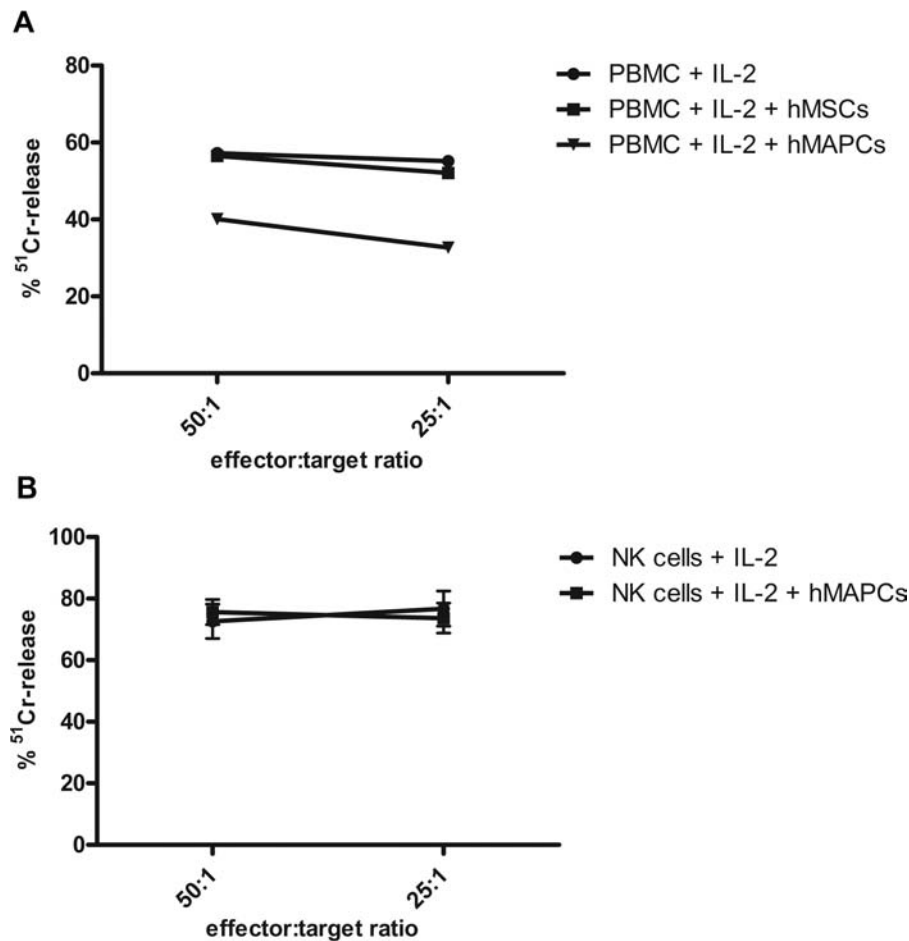 A
80
60
40
20
0
% ⁵¹Cr-release
50:1
25:1
effector:target ratio
PBMC + IL-2
PBMC + IL-2 + hMSCs
PBMC + IL-2 + hMAPCs
B
100
80
60
40
20
0
% ⁵¹Cr-release
50:1
25:1
effector:target ratio
NK cells + IL-2
NK cells + IL-2 + hMAPCs